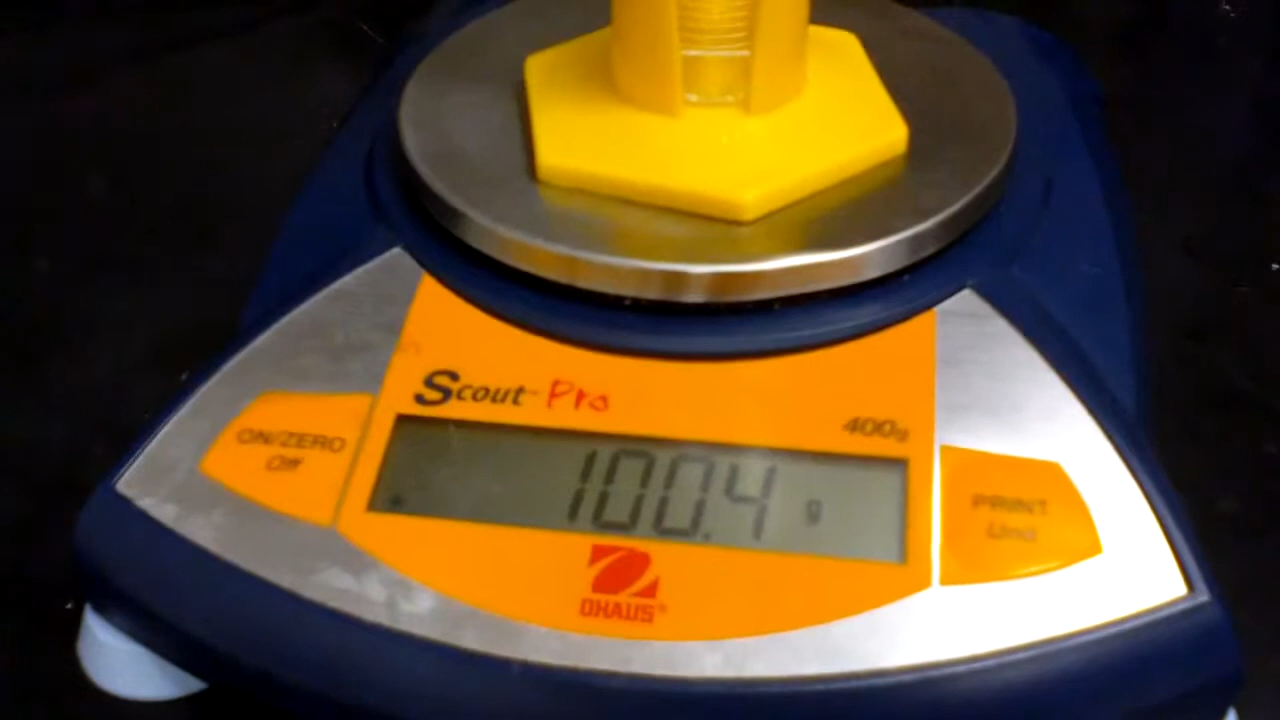 Scout Pro
400g
ON/ZERO
Off
100.4 g
PRINT
Unit
OHAUS®